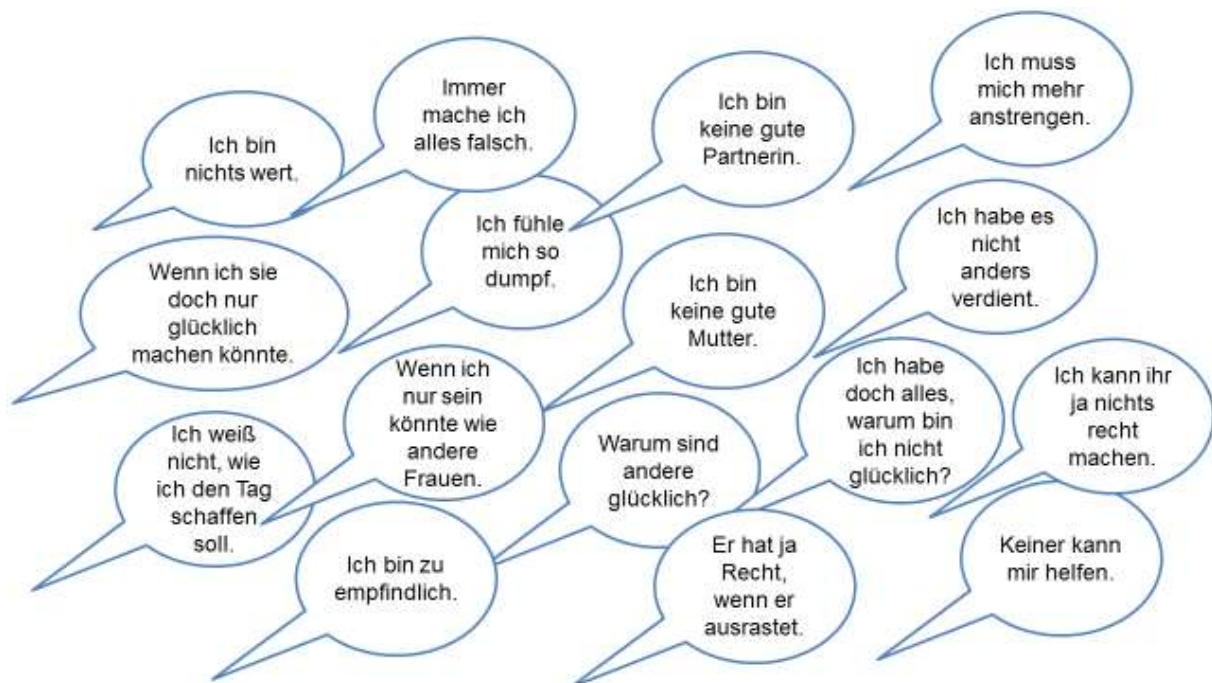 Ich bin
nichts wert.
Immer
mache ich
alles falsch.
Ich bin
keine gute
Partnerin.
Ich muss
mich mehr
anstrengen.
Wenn ich sie
doch nur
glücklich
machen könnte.
Ich fühle
mich so
dumpf.
Ich bin
keine gute
Mutter.
Ich habe es
nicht
anders
verdient.
Ich weiß
nicht, wie
ich den Tag
schaffen
soll.
Wenn ich
nur sein
könnte wie
andere
Frauen.
Warum sind
andere
glücklich?
Ich habe
doch alles,
warum bin
ich nicht
glücklich?
Ich kann ihr
ja nichts
recht
machen.
Ich bin zu
empfindlich.
Er hat ja
Recht,
wenn er
ausrastet.
Keiner kann
mir helfen.